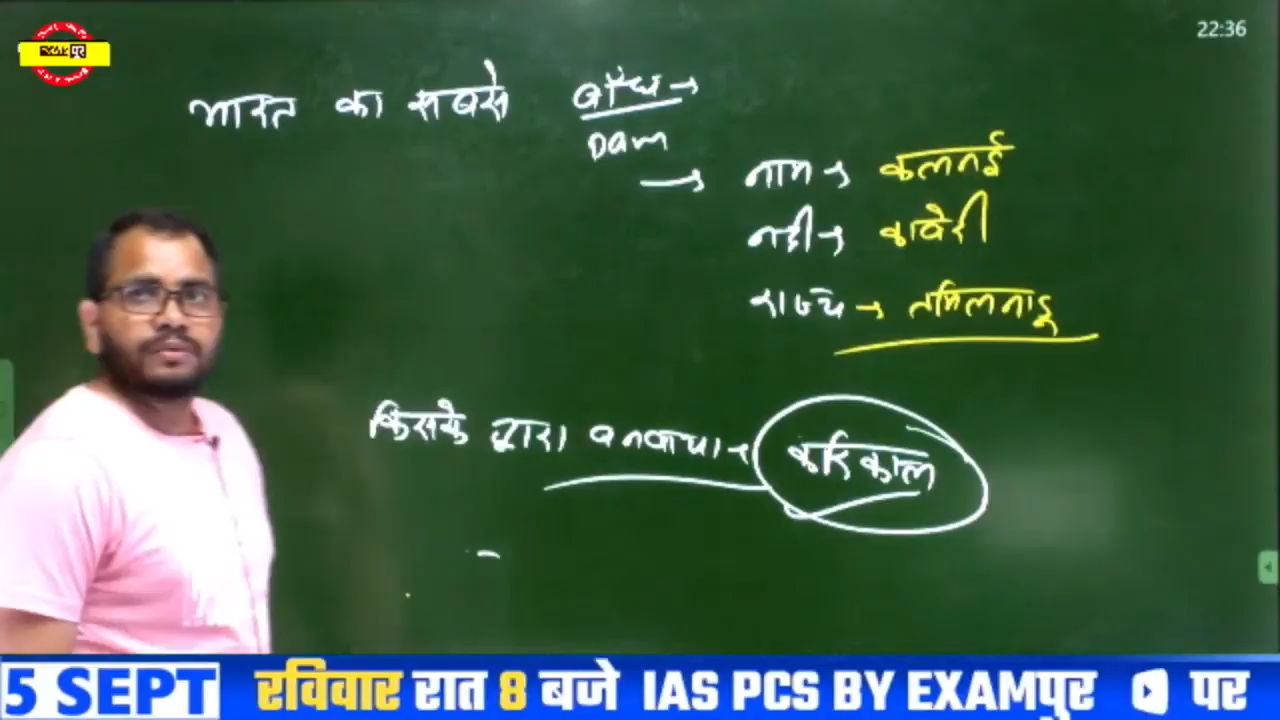 22:36
भारत का सबसे बाँध →
Dam
→ नाम → कलनई
नदी → कावेरी
राज्य → तमिलनाडू
किसके द्वारा बनवाया → करिकाल
5 SEPT रविवार रात 8 बजे IAS PCS BY EXAMपुर पर